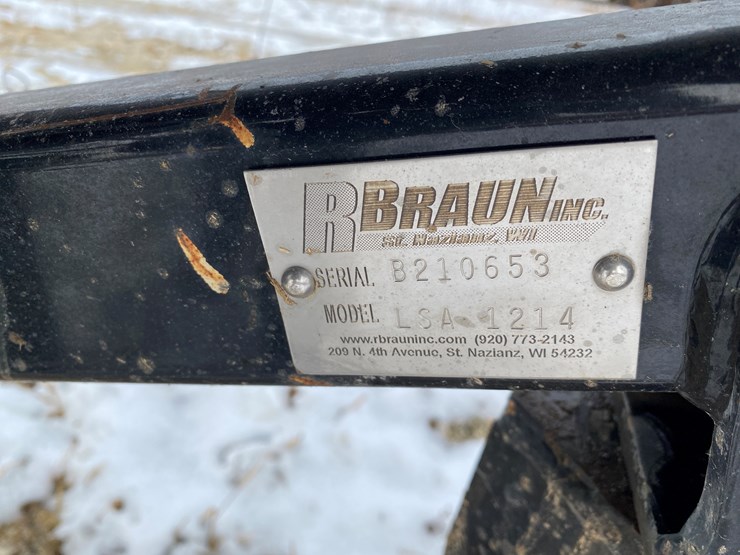 R BRAUN INC.
St. Nazianz, WI
SERIAL B210653
MODEL LSA 1214
www.rbrauninc.com (920) 773-2143
209 N. 4th Avenue, St. Nazianz, WI 54232